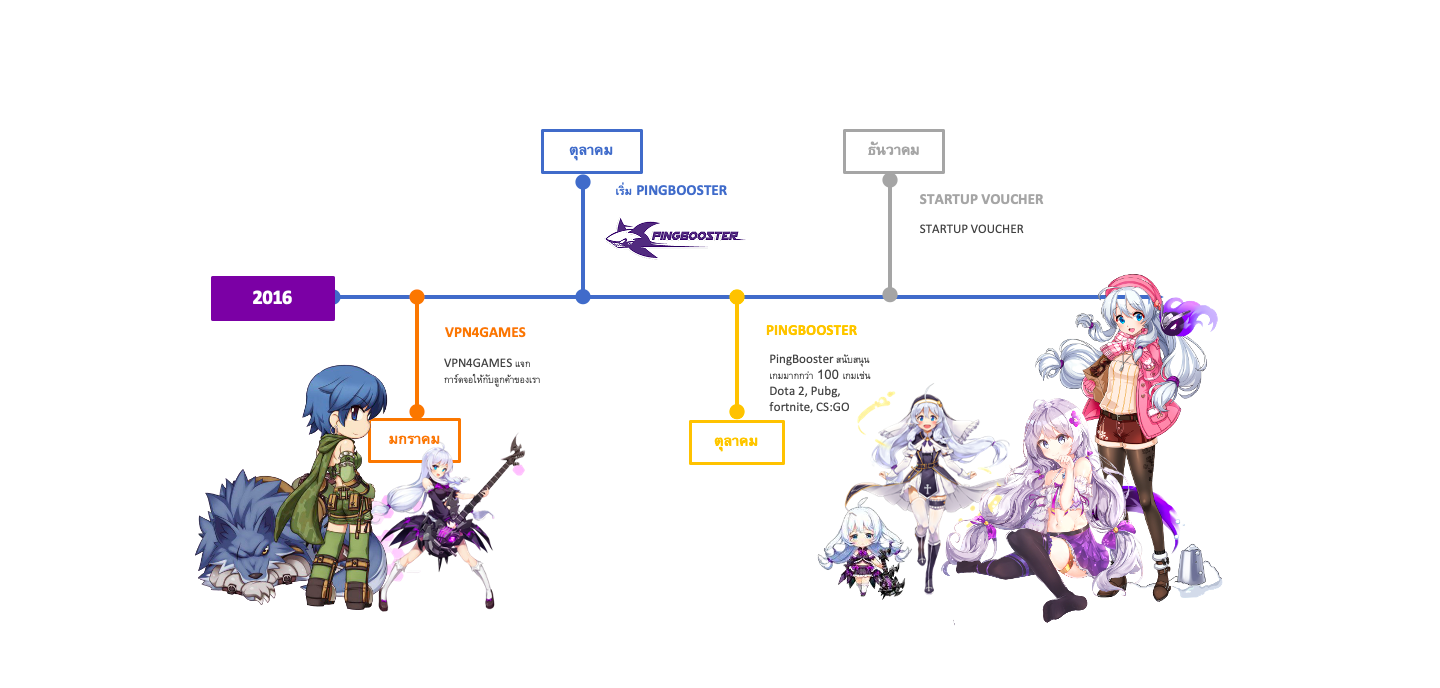 ตุลาคม
ธันวาคม
เริ่ม PINGBOOSTER
STARTUP VOUCHER
PINGBOOSTER
STARTUP VOUCHER
2016
VPN4GAMES
VPN4GAMES แจก
การ์ดจอให้กับลูกค้าของเรา
PINGBOOSTER
PingBooster สนับสนุน
เกมมากกว่า 100 เกมเช่น
Dota 2, Pubg,
fortnite, CS:GO
มกราคม
ตุลาคม